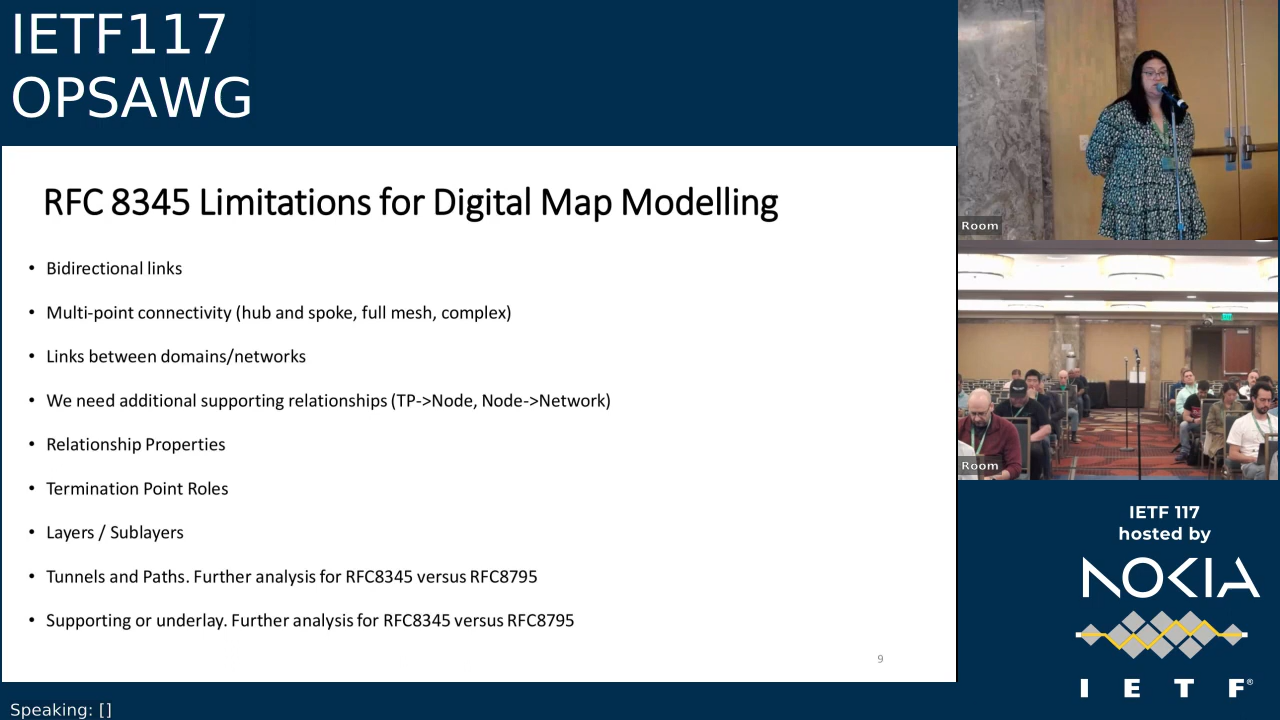 IETF117
OPSAWG
RFC 8345 Limitations for Digital Map Modelling
• Bidirectional links
• Multi-point connectivity (hub and spoke, full mesh, complex)
• Links between domains/networks
• We need additional supporting relationships (TP->Node, Node->Network)
• Relationship Properties
• Termination Point Roles
• Layers / Sublayers
• Tunnels and Paths. Further analysis for RFC8345 versus RFC8795
• Supporting or underlay. Further analysis for RFC8345 versus RFC8795
9
Speaking: []
Room
Room
IETF 117
hosted by
NOKIA
I E T F®